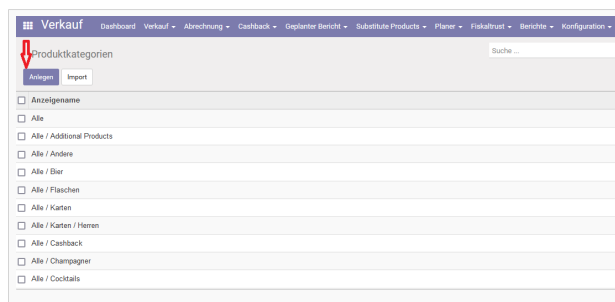 Verkauf Dashboard Verkauf Abrechnung Cashback Geplanter Bericht Substitute Products Planer Fiskaltrust Berichte Konfiguration
Produktkategorien Suche ...
Anlegen Import
Anzeigename
Alle
Alle / Additional Products
Alle / Andere
Alle / Bier
Alle / Flaschen
Alle / Karten
Alle / Karten / Herren
Alle / Cashback
Alle / Champagner
Alle / Cocktails